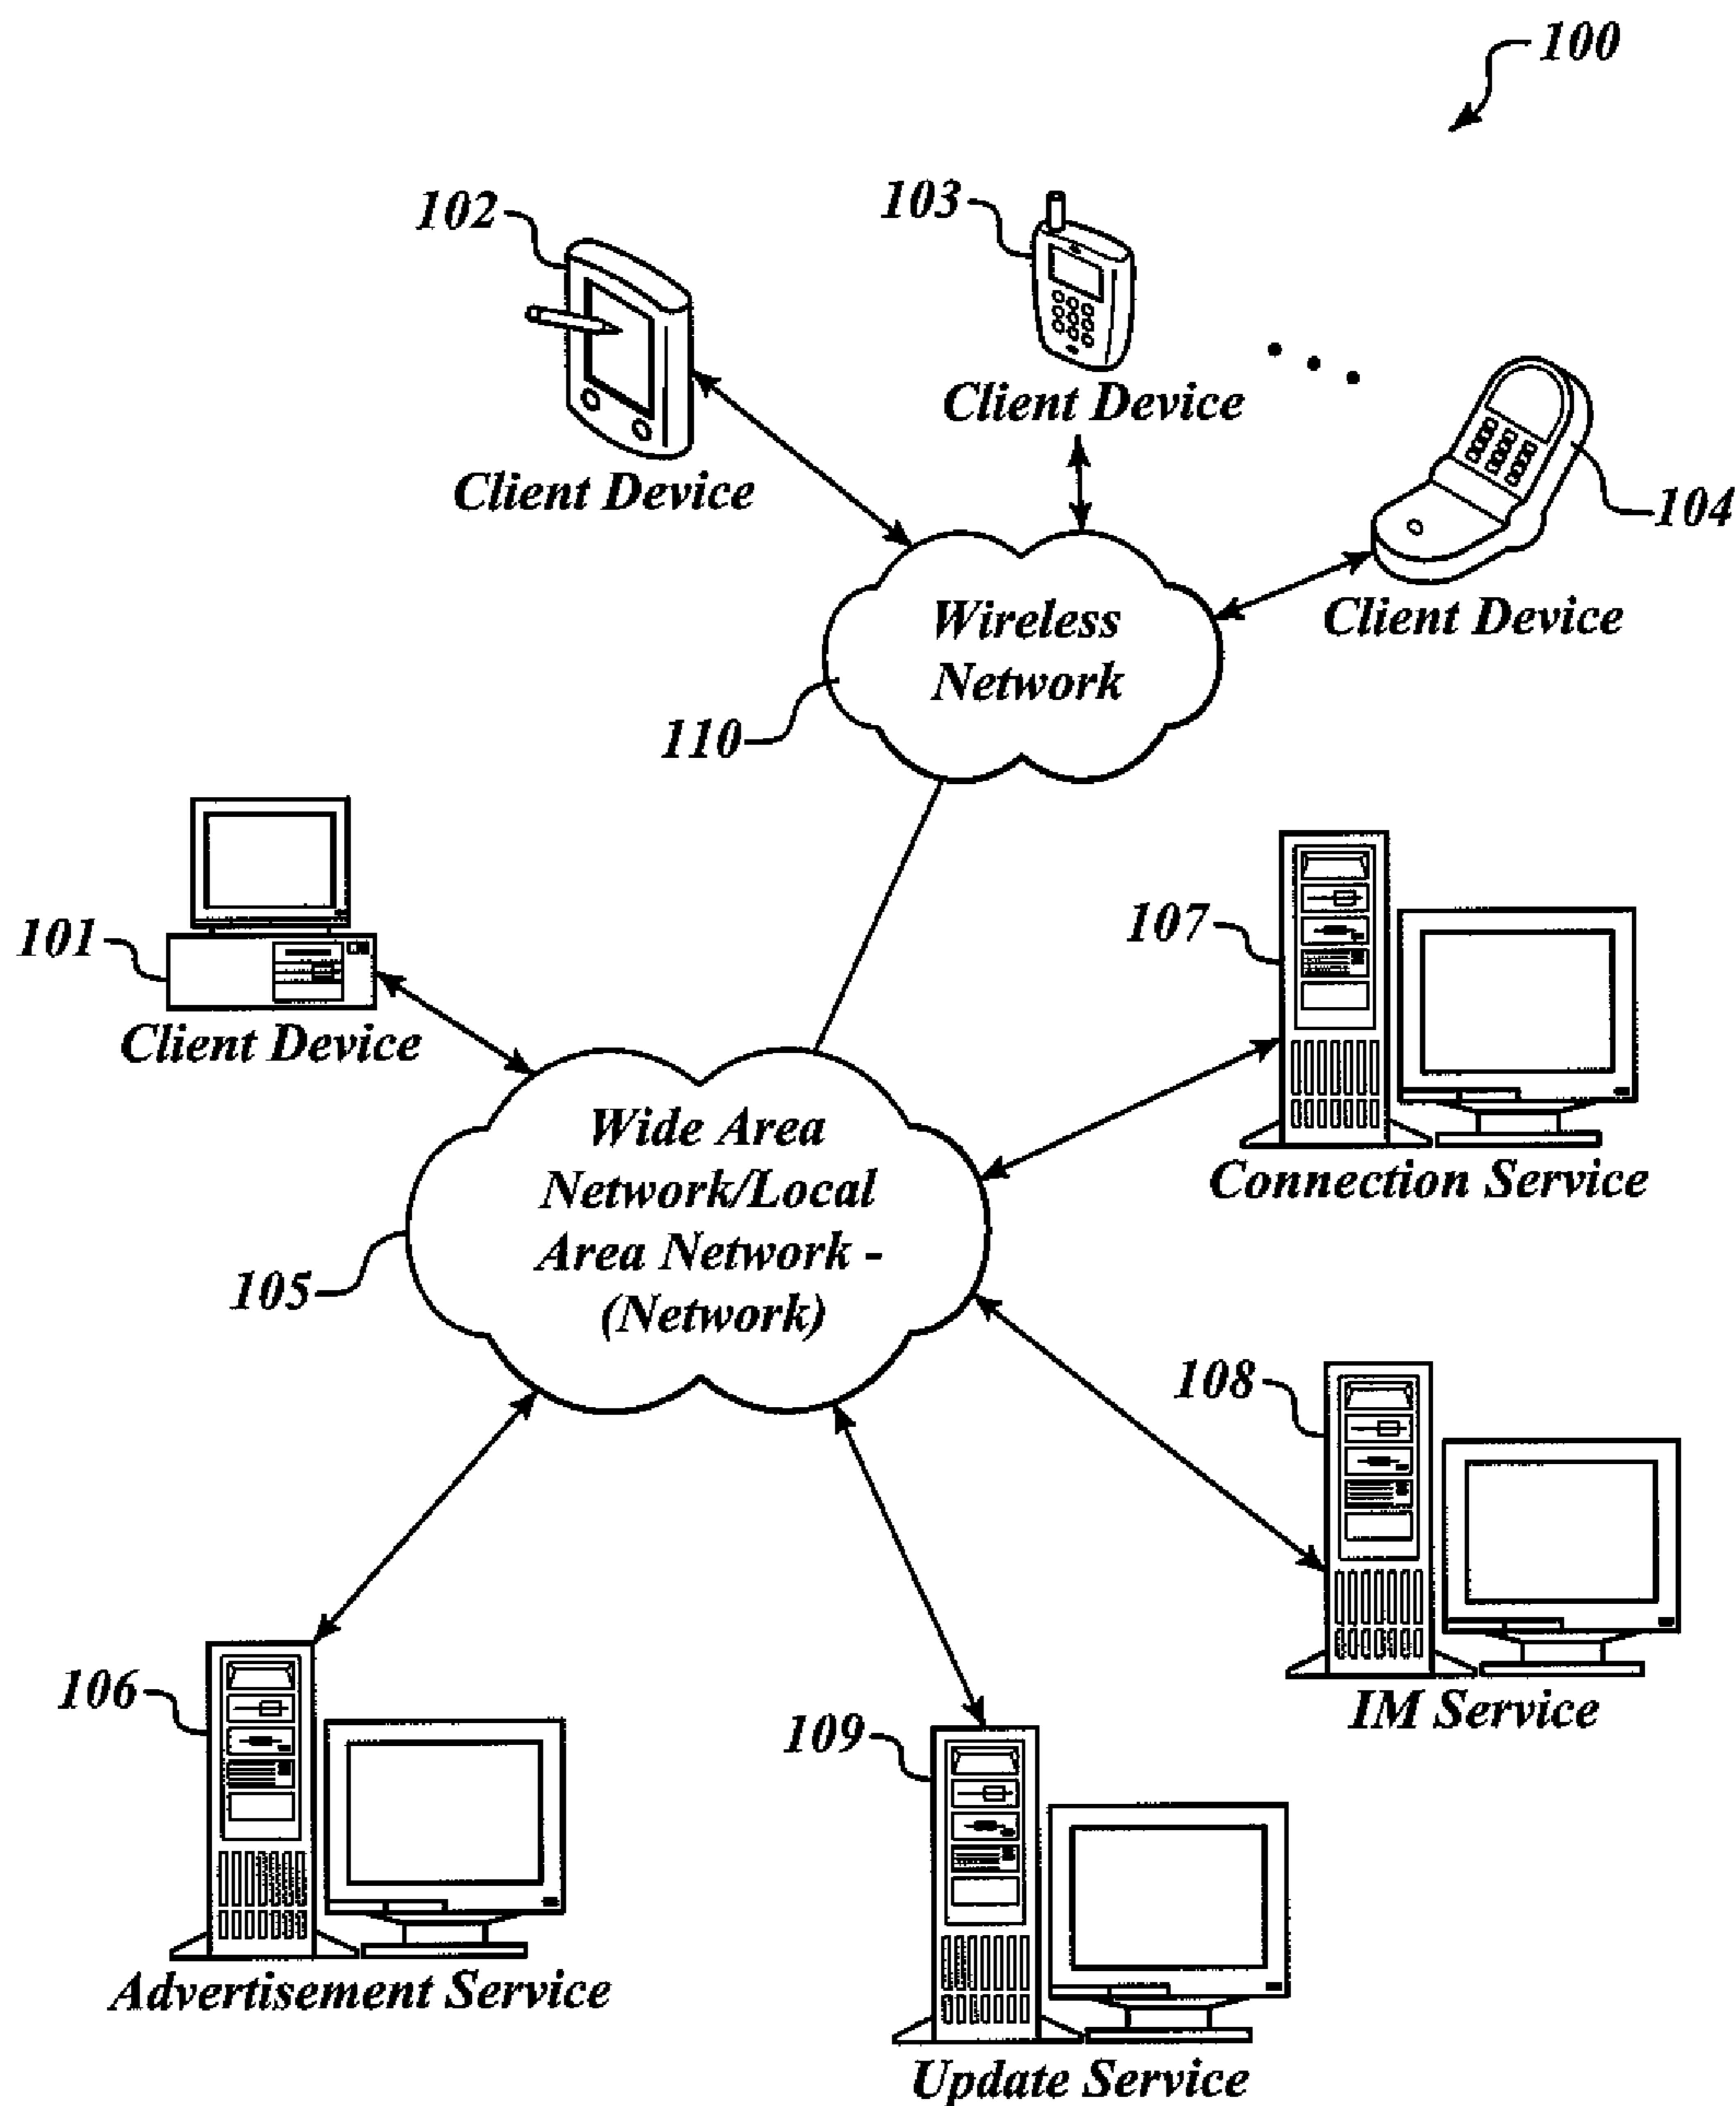 100
102
103
Client Device
Client Device
104
Client Device
Wireless
Network
110
101
Client Device
107
Connection Service
Wide Area
Network/Local
Area Network -
(Network)
105
108
IM Service
106
Advertisement Service
109
Update Service